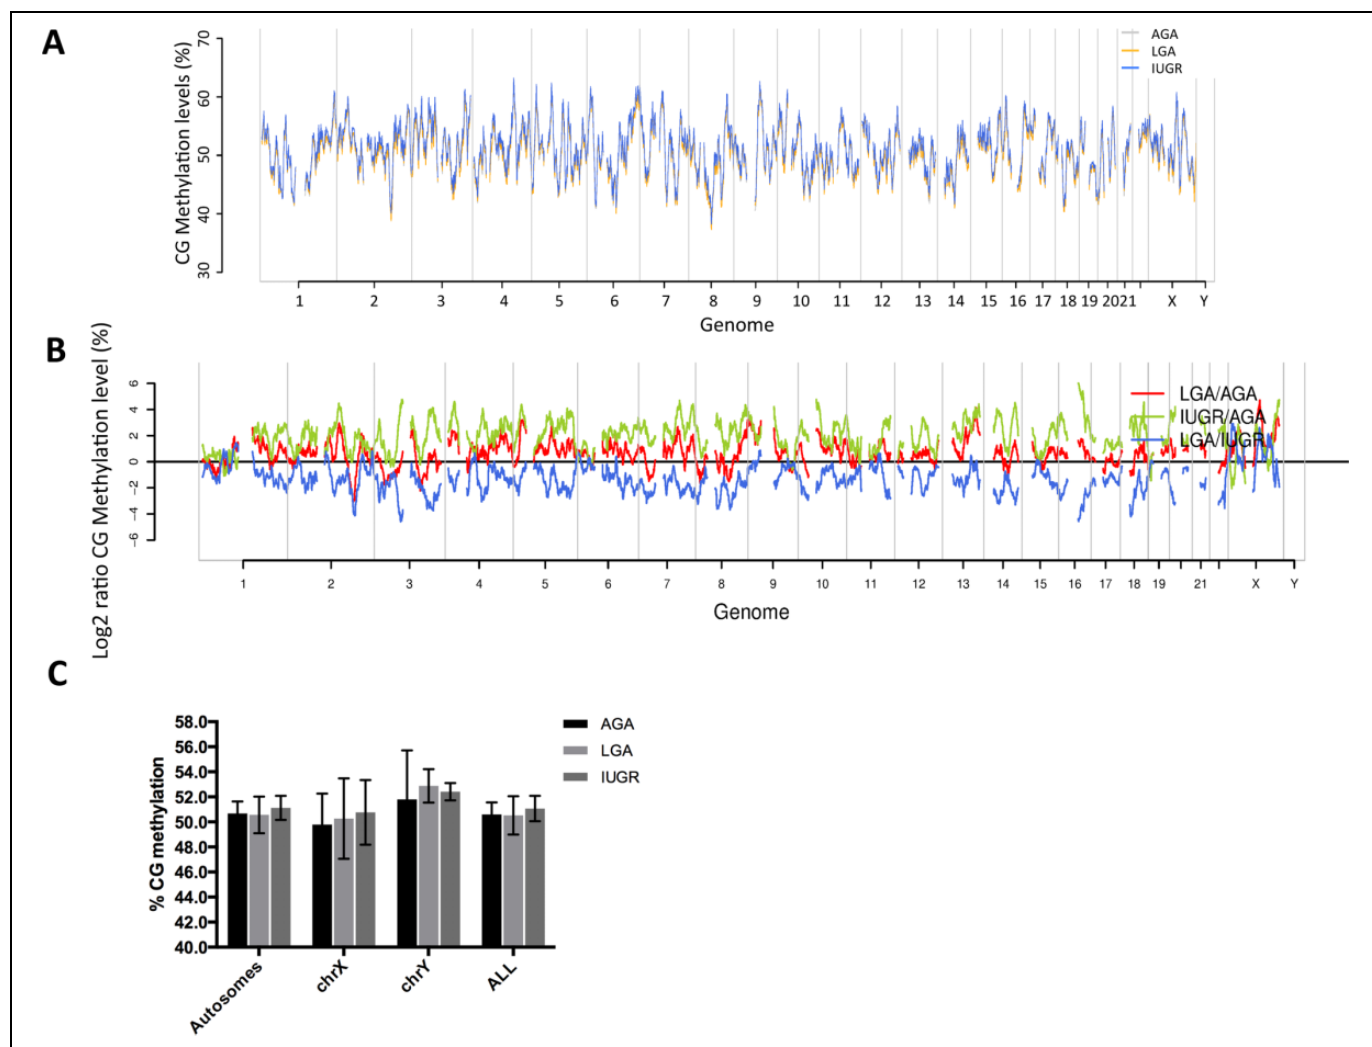 A
CG Methylation levels (%)
70
60
50
40
30
AGA
LGA
IUGR
1 2 3 4 5 6 7 8 9 10 11 12 13 14 15 16 17 18 19 20 21 X Y
Genome
B
Log2 ratio CG Methylation level (%)
6
4
2
0
−2
−4
−6
LGA/AGA
IUGR/AGA
LGA/IUGR
1 2 3 4 5 6 7 8 9 10 11 12 13 14 15 16 17 18 19 21 X Y
Genome
C
% CG methylation
58.0
56.0
54.0
52.0
50.0
48.0
46.0
44.0
42.0
40.0
AGA
LGA
IUGR
Autosomes chrX chrY ALL